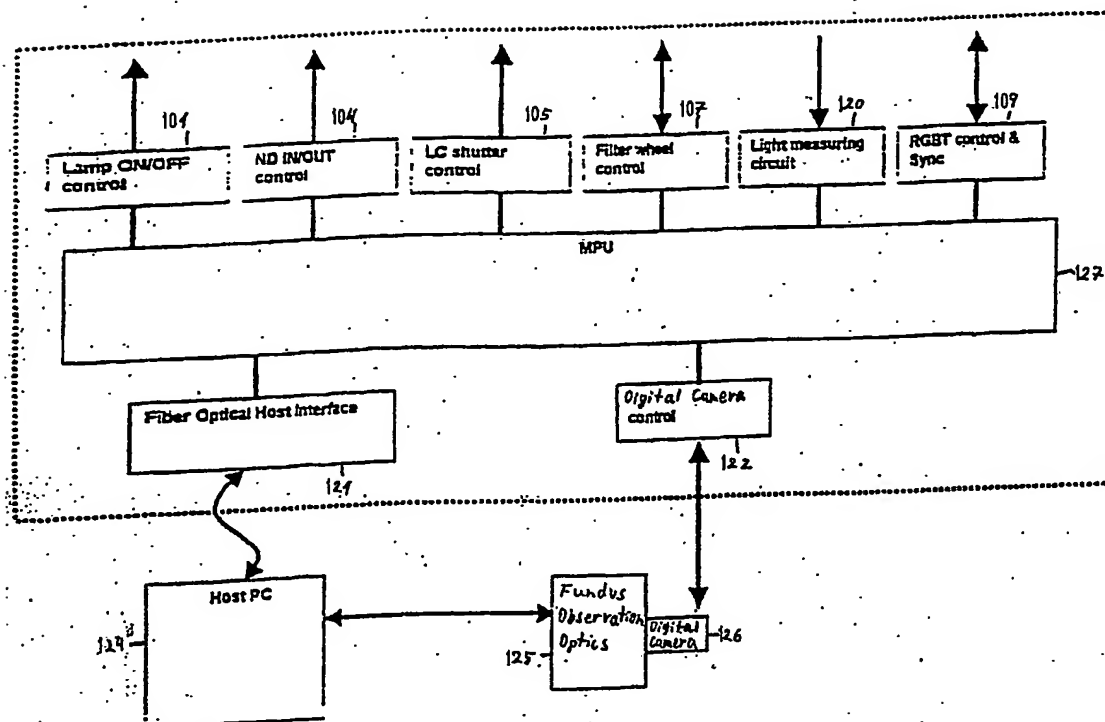 101
104
105
107
120
109
Lamp ON/OFF
control
ND IN/OUT
control
LC shutter
control
Filter wheel
control
Light measuring
circuit
RGBT control &
Sync
MPU
127
Fiber Optical Host Interface
121
Digital Camera
control
122
Host PC
124
Fundus
Observation
Optics
125
Digital
Camera
126